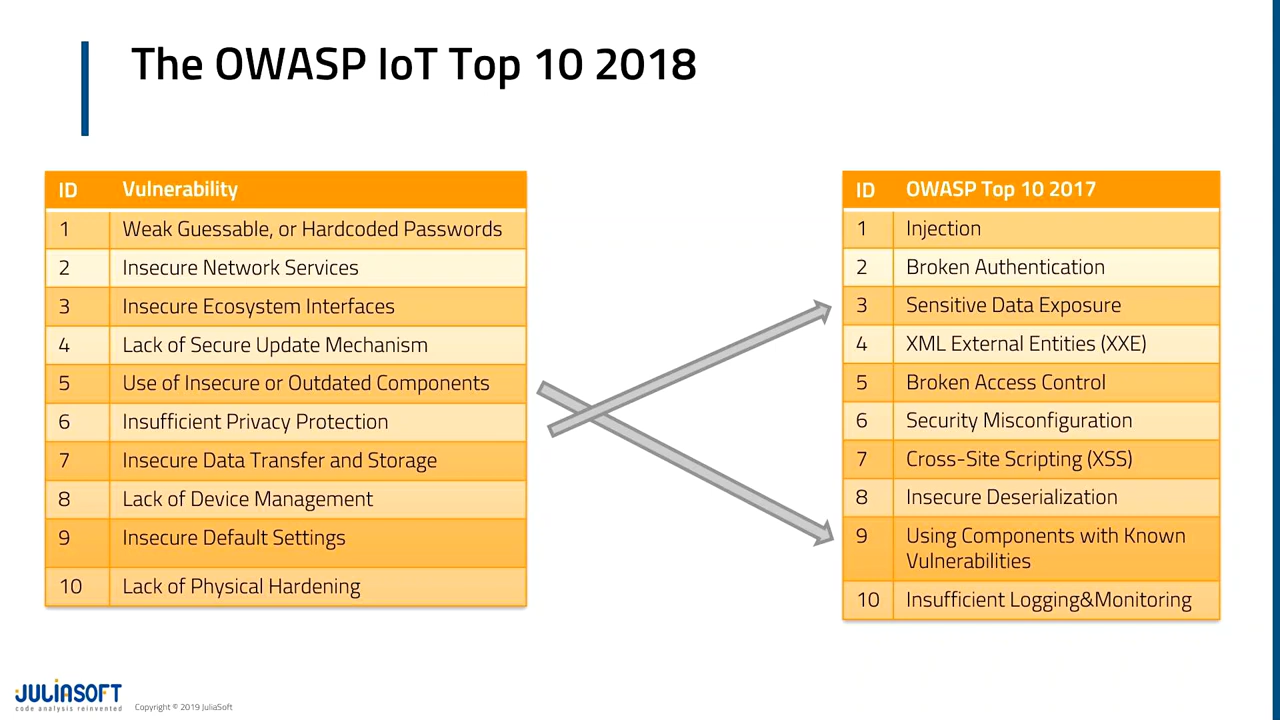 The OWASP IoT Top 10 2018
ID Vulnerability
1 Weak Guessable, or Hardcoded Passwords
2 Insecure Network Services
3 Insecure Ecosystem Interfaces
4 Lack of Secure Update Mechanism
5 Use of Insecure or Outdated Components
6 Insufficient Privacy Protection
7 Insecure Data Transfer and Storage
8 Lack of Device Management
9 Insecure Default Settings
10 Lack of Physical Hardening
ID OWASP Top 10 2017
1 Injection
2 Broken Authentication
3 Sensitive Data Exposure
4 XML External Entities (XXE)
5 Broken Access Control
6 Security Misconfiguration
7 Cross-Site Scripting (XSS)
8 Insecure Deserialization
9 Using Components with Known
Vulnerabilities
10 Insufficient Logging&Monitoring
JULIASOFT
code analysis reinvented
Copyright © 2019 JuliaSoft